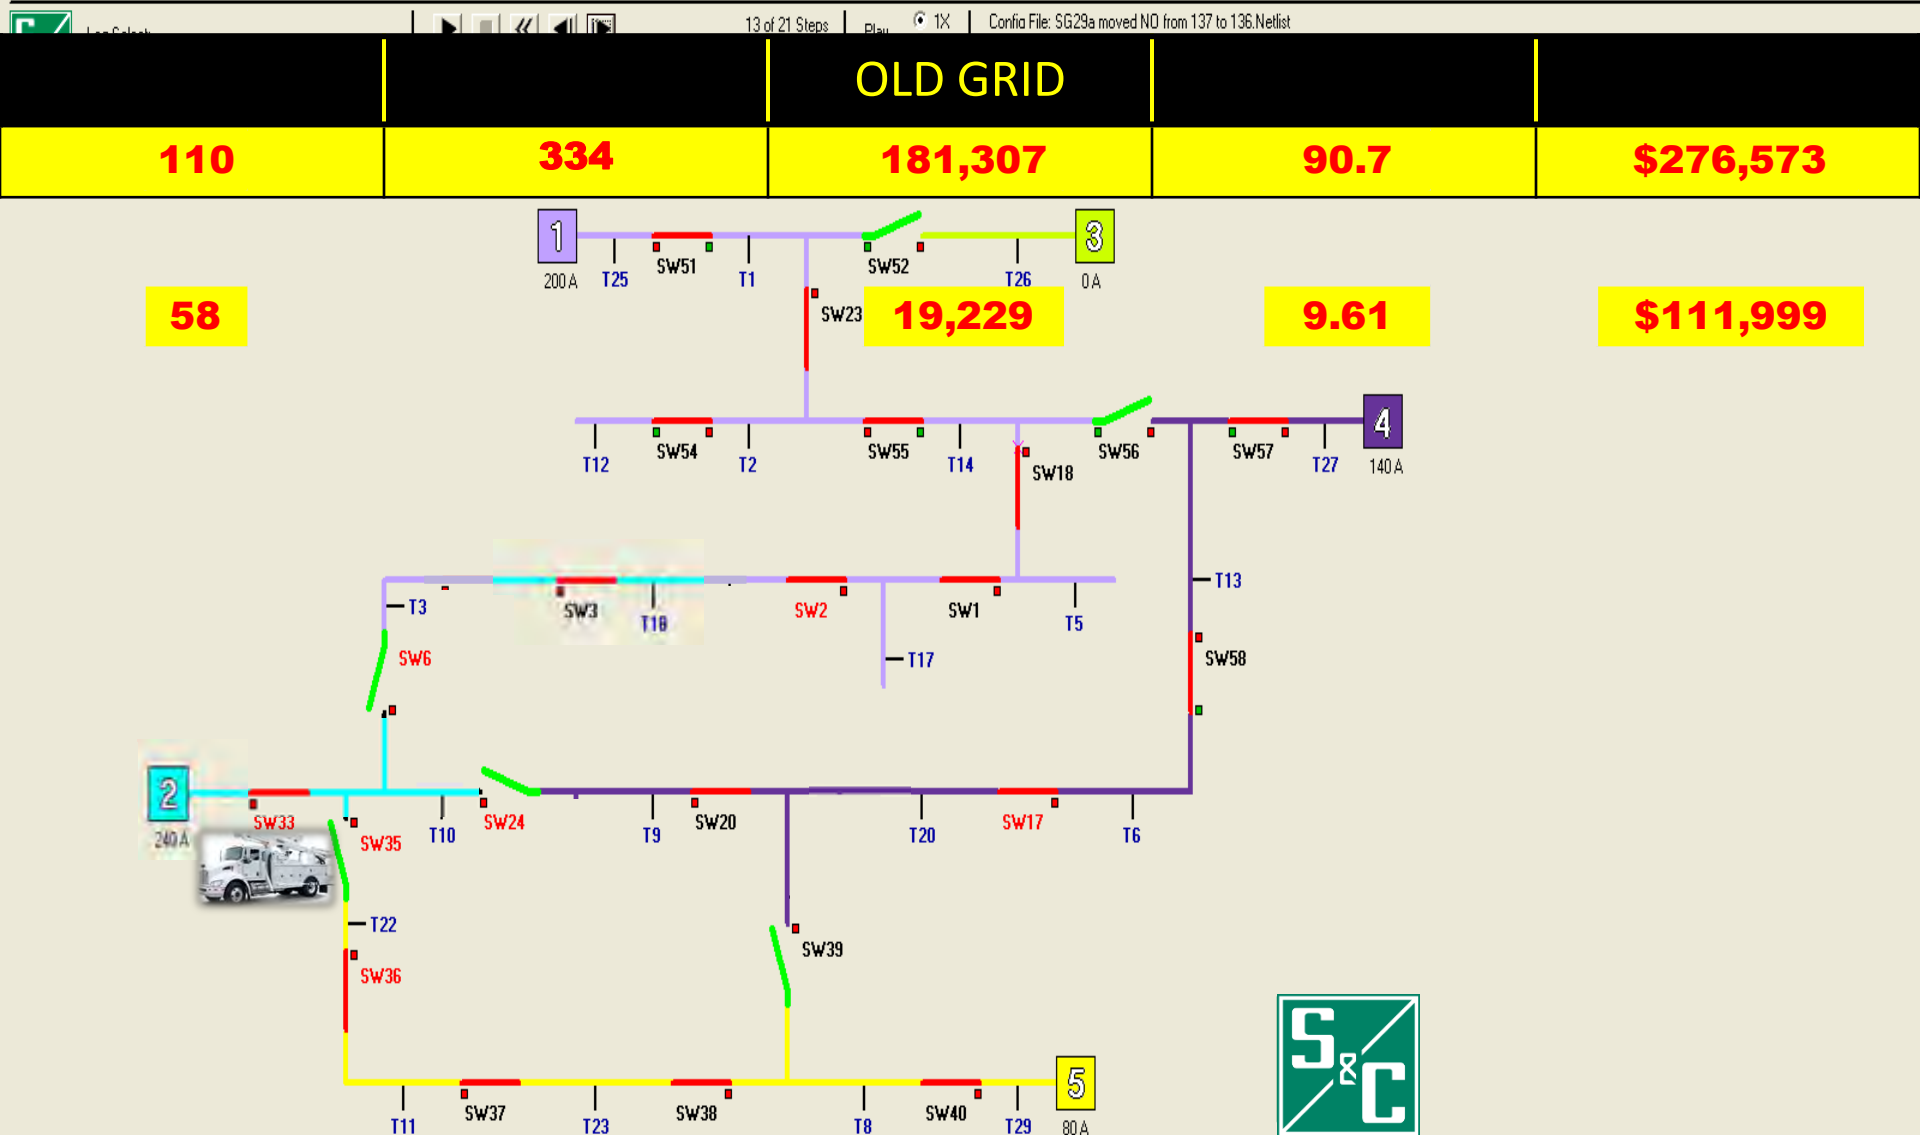 13 of 21 Steps
1X
Config File: SG29a moved NO from 137 to 136.Netlist
OLD GRID
110 334 181,307 90.7 $276,573
1 3
200 A T25 SW51 T1 SW52 T26 0 A
58 SW23 19,229 9.61 $111,999
4
T12 SW54 T2 SW55 T14 SW18 SW56 SW57 T27 140 A
T3 SW3 T18 SW2 SW1 T5 T13
SW6 T17 SW58
2
240 A SW33 SW35 T10 SW24 T9 SW20 T20 SW17 T6
T22
SW36 SW39
5
T11 SW37 T23 SW38 T8 SW40 T29 80 A
S&C